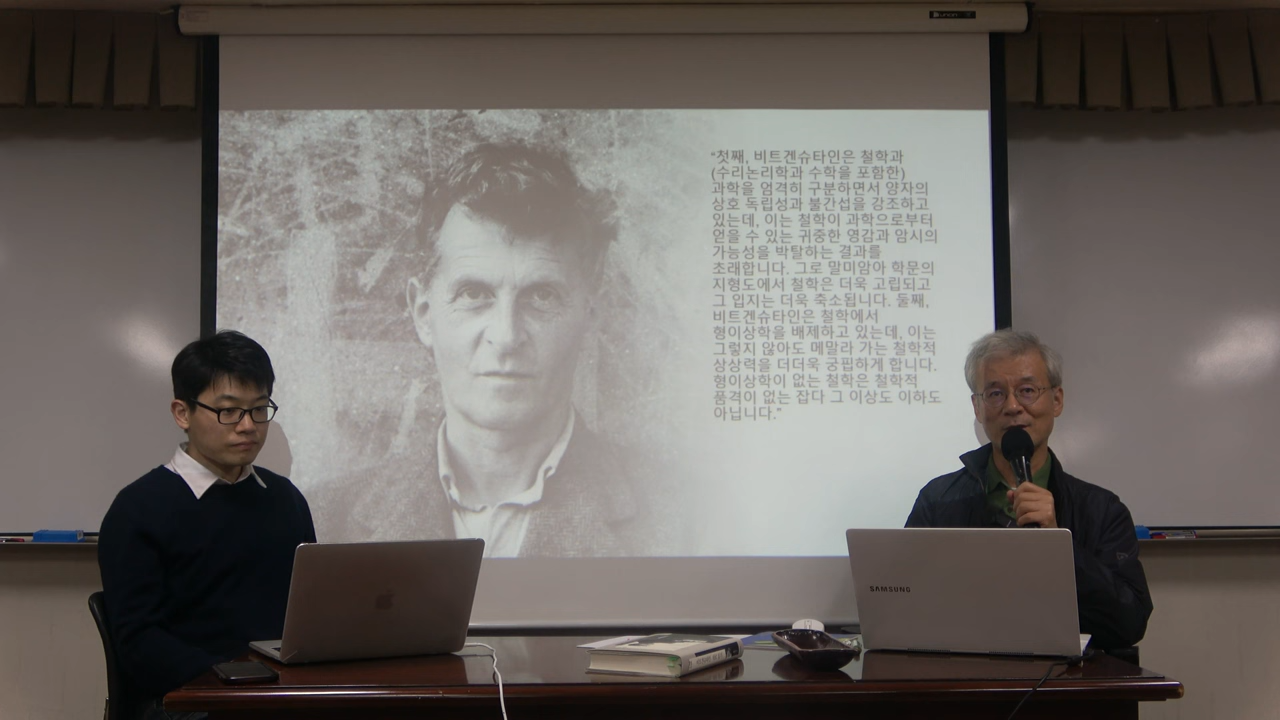 “첫째, 비트겐슈타인은 철학과
(수리논리학과 수학을 포함한)
과학을 엄격히 구분하면서 양자의
상호 독립성과 불간섭을 강조하고
있는데, 이는 철학이 과학으로부터
얻을 수 있는 귀중한 영감과 암시의
가능성을 박탈하는 결과를
초래합니다. 그로 말미암아 학문의
지형도에서 철학은 더욱 고립되고
그 입지는 더욱 축소됩니다. 둘째,
비트겐슈타인은 철학에서
형이상학을 배제하고 있는데, 이는
그렇지 않아도 메말라 가는 철학적
상상력을 더더욱 궁핍하게 합니다.
형이상학이 없는 철학은 철학적
품격이 없는 잡다 그 이상도 이하도
아닙니다.”
SAMSUNG